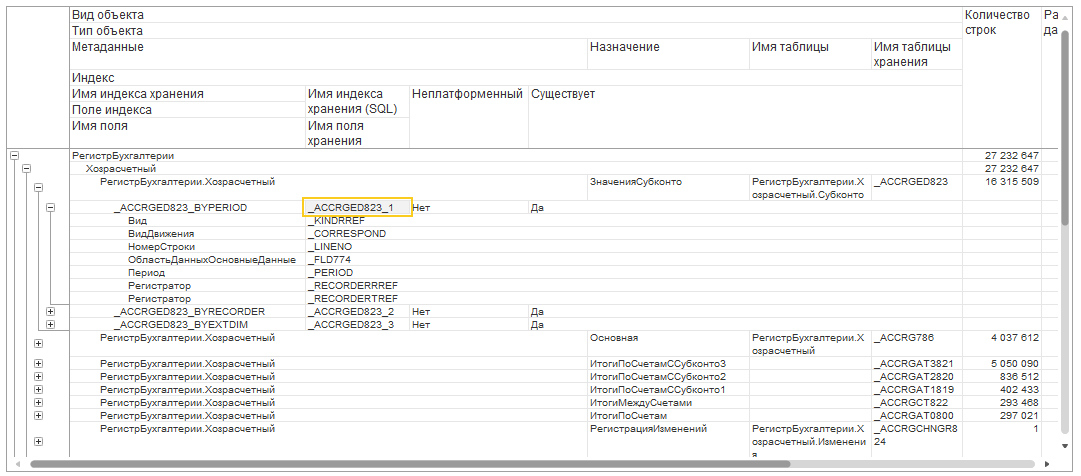 Вид объекта Количество строк Ра да
Тип объекта
Метаданные Назначение Имя таблицы Имя таблицы хранения
Индекс
Имя индекса хранения Имя индекса хранения (SQL) Неплатформенный Существует
Поле индекса
Имя поля Имя поля хранения
РегистрБухгалтерии 27 232 647
Хозрасчетный 27 232 647
РегистрБухгалтерии.Хозрасчетный ЗначенияСубконто РегистрБухгалтерии.Х озрасчетный.Субконто _ACCRGED823 16 315 509
_ACCRGED823_BYPERIOD _ACCRGED823_1 Нет Да
Вид _KINDRREF
ВидДвижения _CORRESPOND
НомерСтроки _LINENO
ОбластьДанныхОсновныеДанные _FLD774
Период _PERIOD
Регистратор _RECORDERRREF
Регистратор _RECORDERTREF
_ACCRGED823_BYRECORDER _ACCRGED823_2 Нет Да
_ACCRGED823_BYEXTDIM _ACCRGED823_3 Нет Да
РегистрБухгалтерии.Хозрасчетный Основная РегистрБухгалтерии.Х озрасчетный _ACCRG786 4 037 612
РегистрБухгалтерии.Хозрасчетный ИтогиПоСчетамССубконто3 _ACCRGAT3821 5 050 090
РегистрБухгалтерии.Хозрасчетный ИтогиПоСчетамССубконто2 _ACCRGAT2820 836 512
РегистрБухгалтерии.Хозрасчетный ИтогиПоСчетамССубконто1 _ACCRGAT1819 402 433
РегистрБухгалтерии.Хозрасчетный ИтогиМеждуСчетами _ACCRGCT822 293 468
РегистрБухгалтерии.Хозрасчетный ИтогиПоСчетам _ACCRGAT0800 297 021
РегистрБухгалтерии.Хозрасчетный РегистрацияИзменений РегистрБухгалтерии.Х озрасчетный.Изменени я _ACCRGCHNGR8 24 1